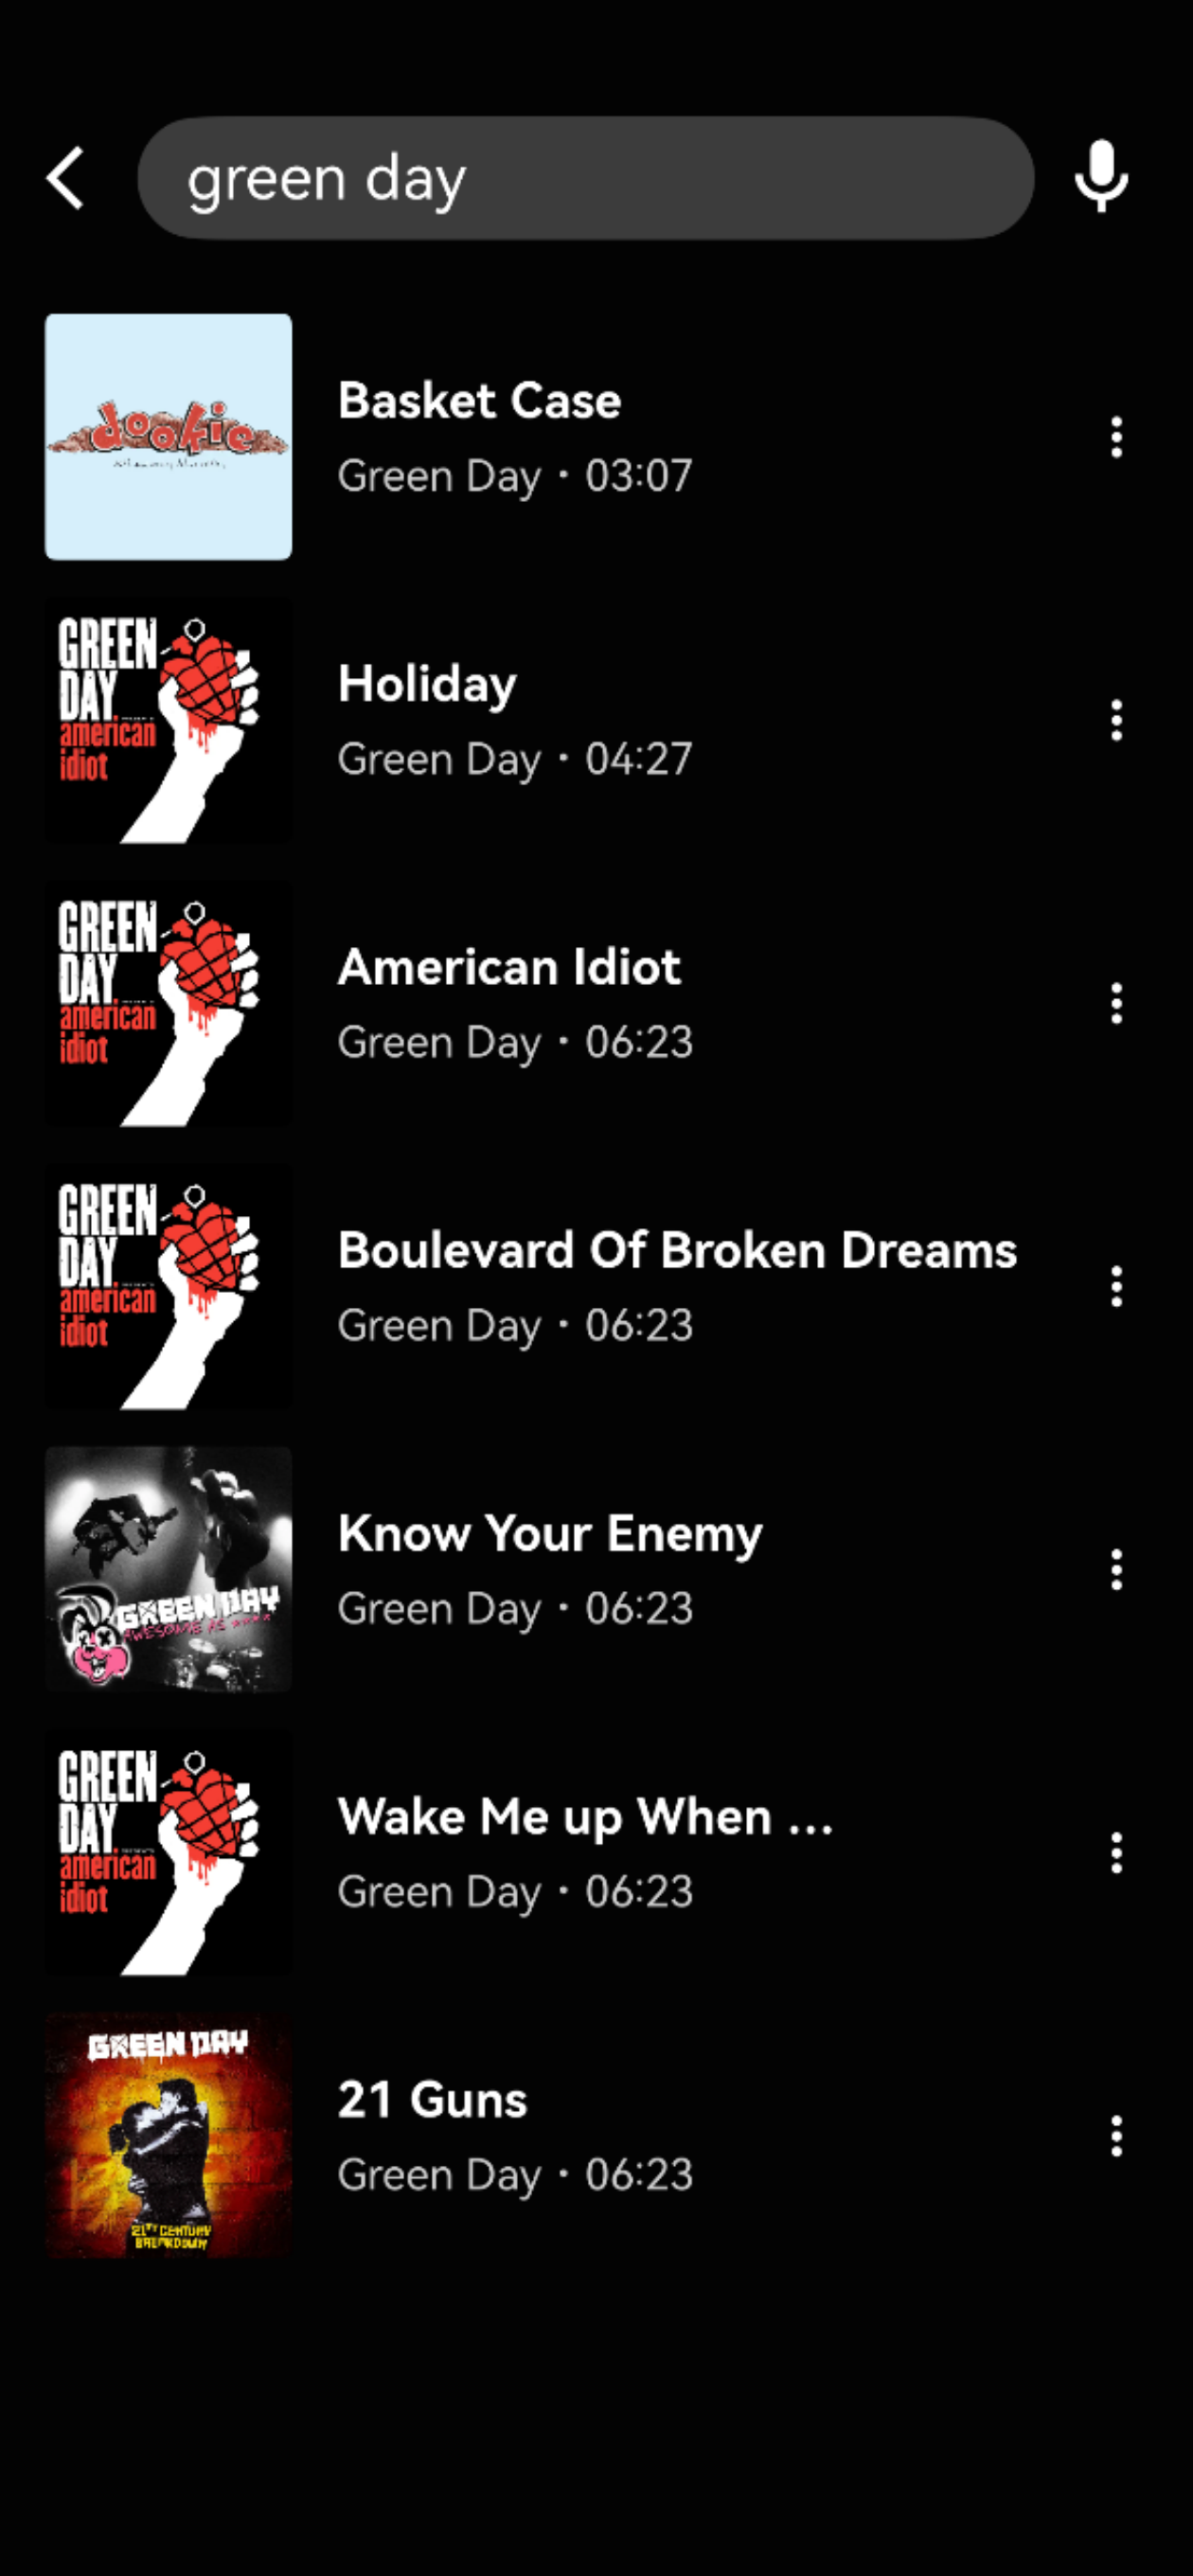 green day
dookie
Basket Case
Green Day • 03:07
GREEN
DAY
american
idiot
Holiday
Green Day • 04:27
GREEN
DAY
american
idiot
American Idiot
Green Day • 06:23
GREEN
DAY
american
idiot
Boulevard Of Broken Dreams
Green Day • 06:23
GREEN DAY
AWESOME AS ****
Know Your Enemy
Green Day • 06:23
GREEN
DAY
american
idiot
Wake Me up When ...
Green Day • 06:23
GREEN DAY
21ST CENTURY
BREAKDOWN
21 Guns
Green Day • 06:23